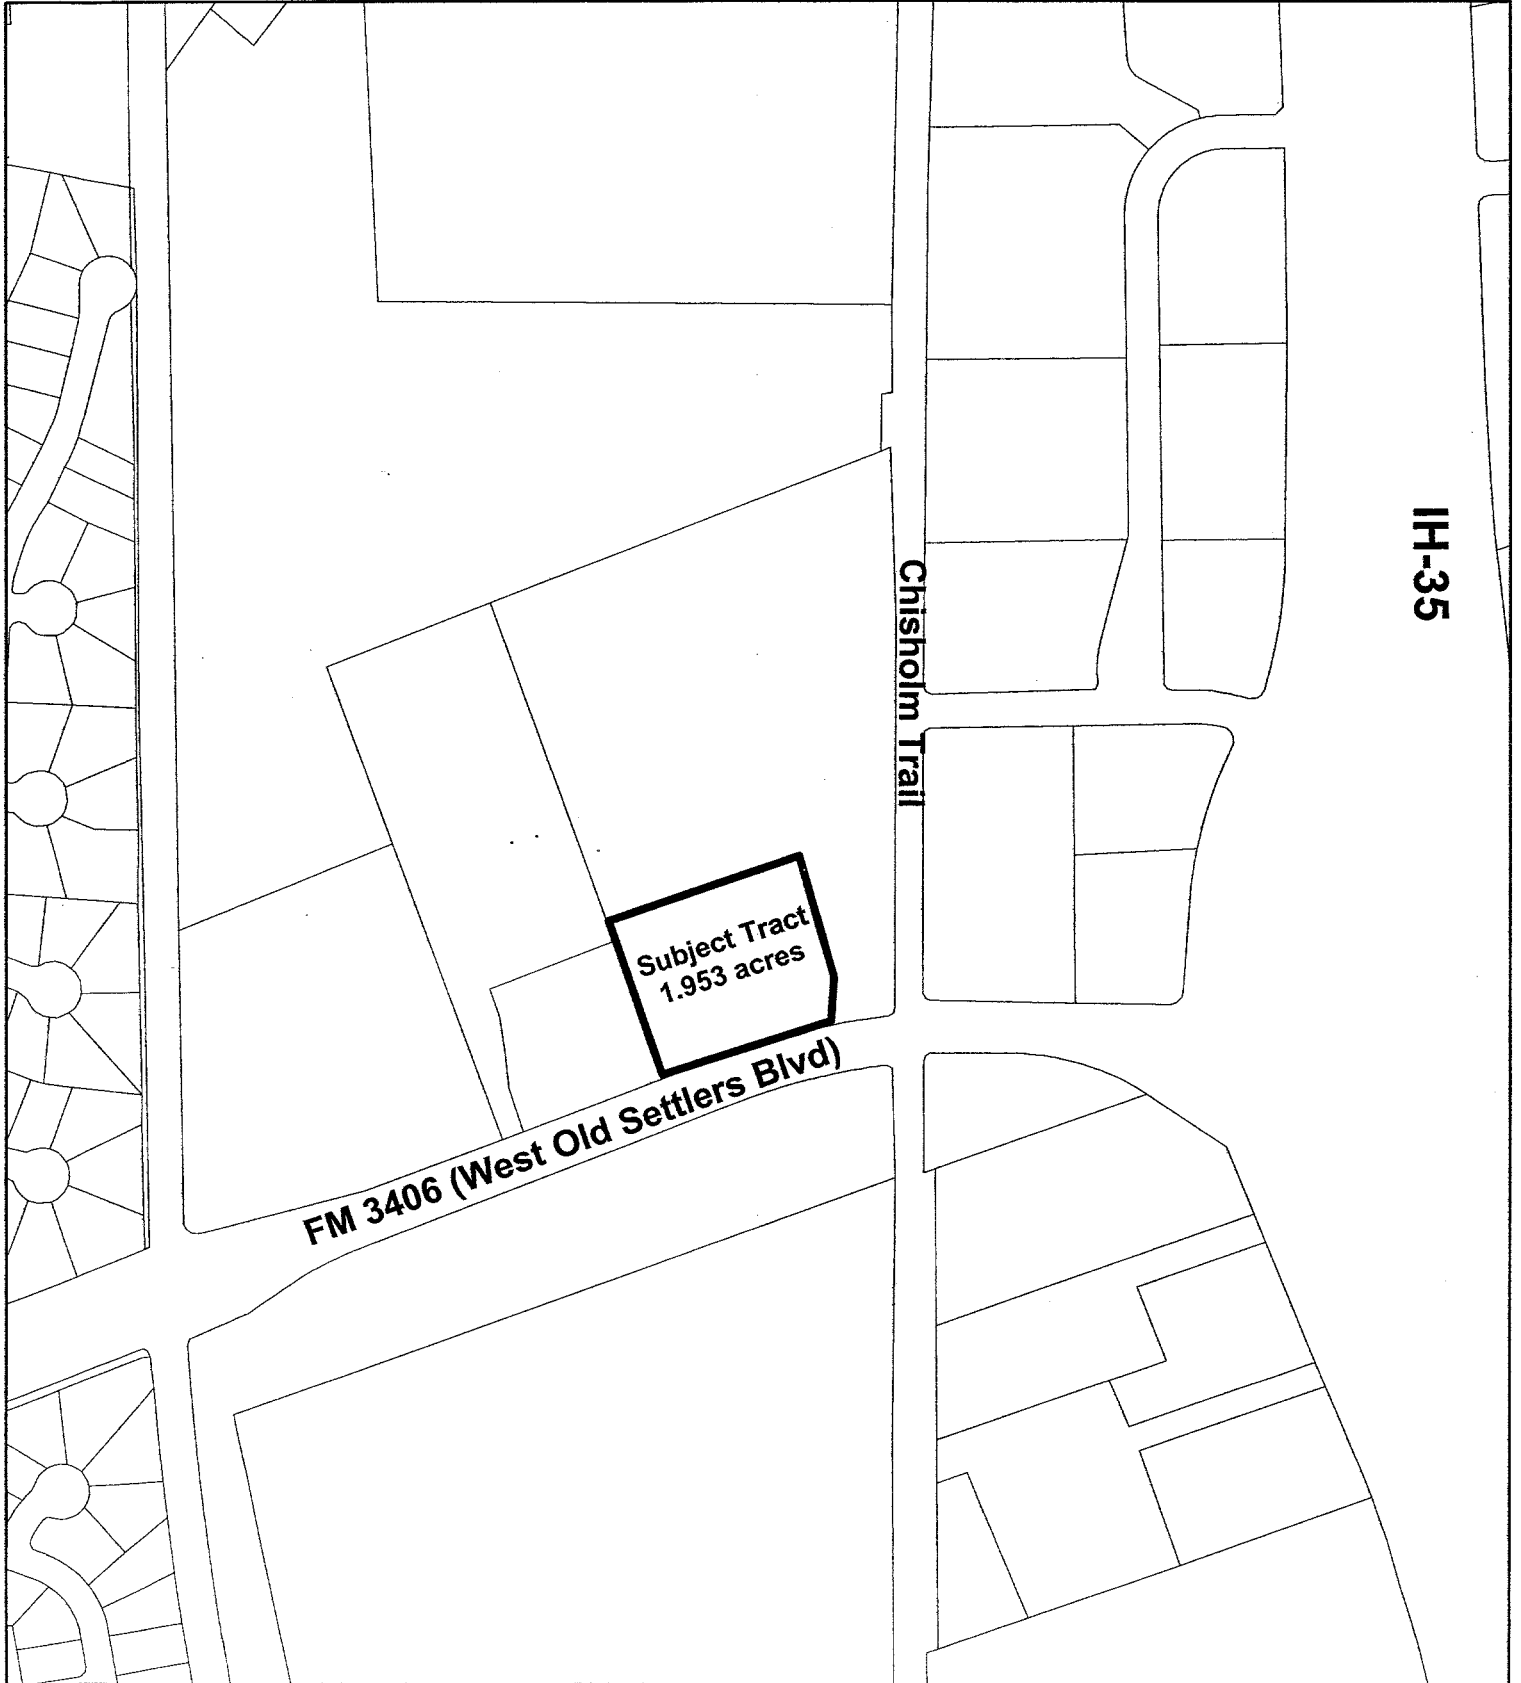 IH-35
Chisholm Trail
Subject Tract
1.953 acres
FM 3406 (West Old Settlers Blvd)